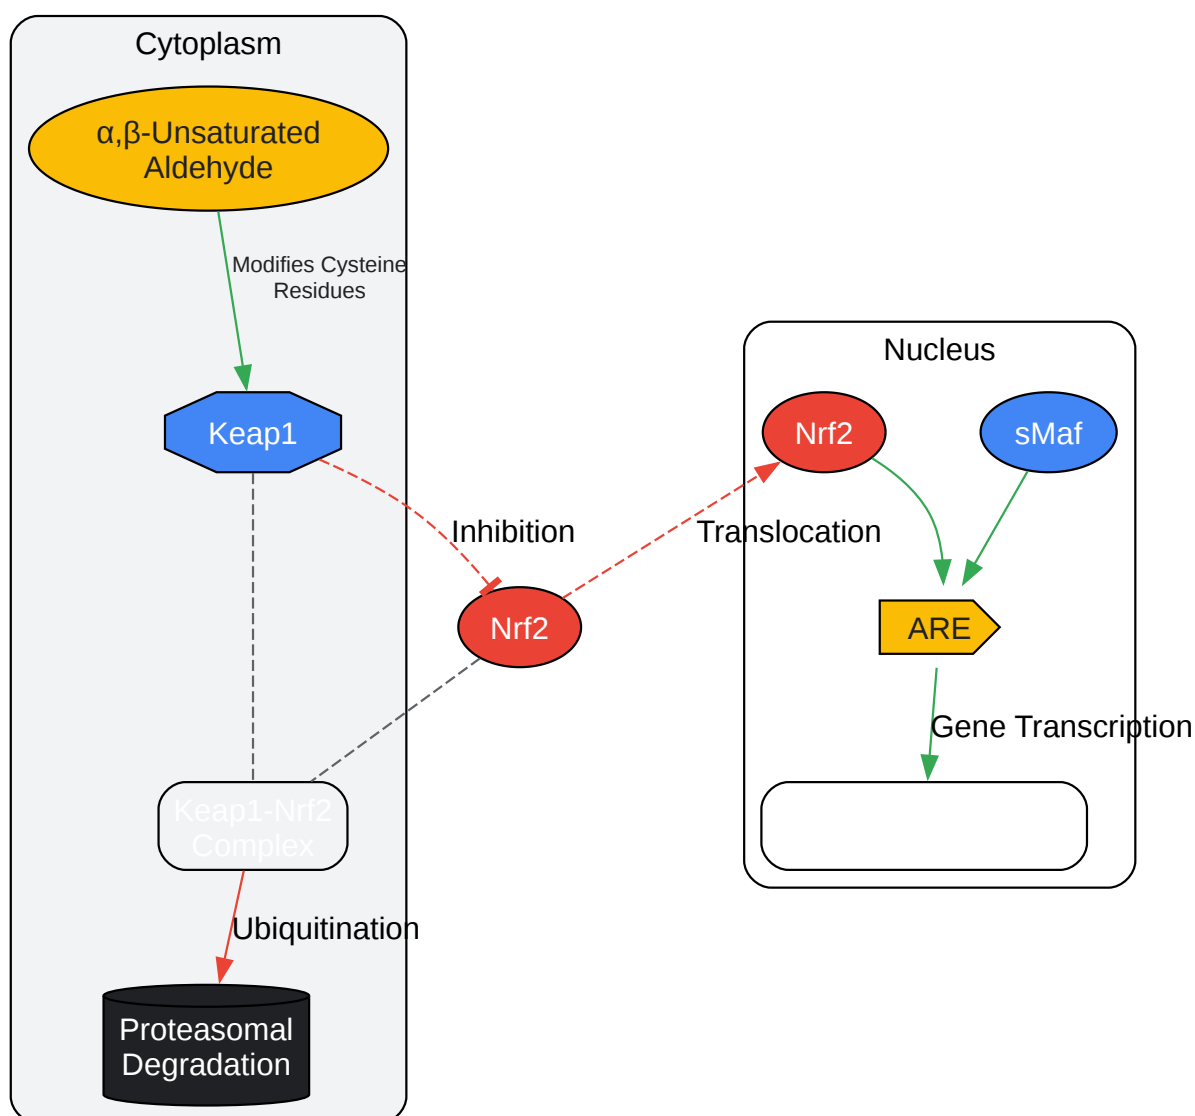 Cytoplasm
α,β-Unsaturated
Aldehyde
Modifies Cysteine
Residues
Keap1
Inhibition
Nrf2
Translocation
Nucleus
Nrf2
sMaf
ARE
Gene Transcription
Keap1-Nrf2
Complex
Ubiquitination
Proteasomal
Degradation